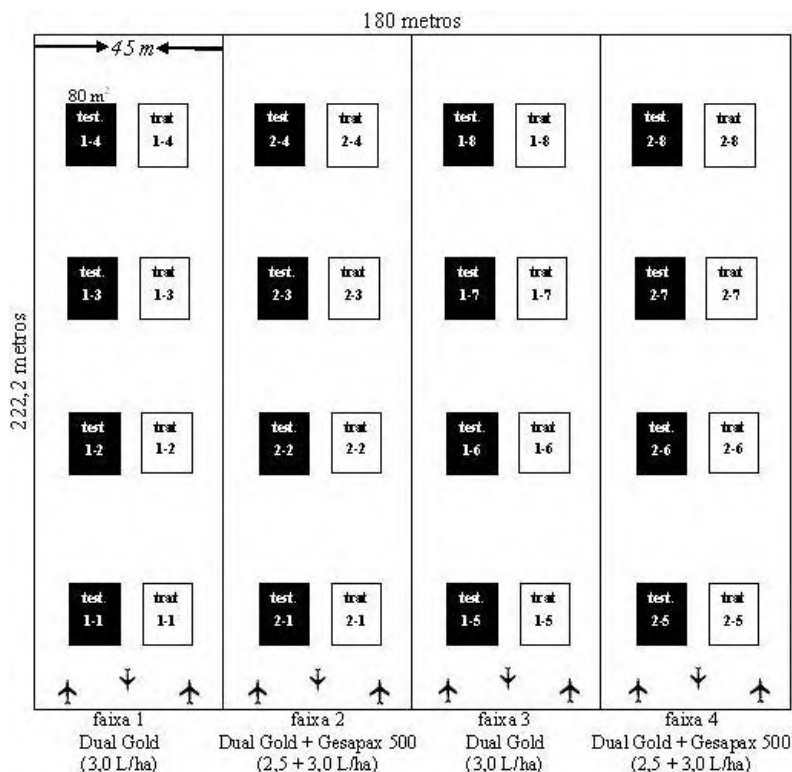 180 metros
45 m
80 m²
test. trat test. trat test. trat test. trat
1-4 1-4 2-4 2-4 1-8 1-8 2-8 2-8
test. trat test. trat test. trat test. trat
1-3 1-3 2-3 2-3 1-7 1-7 2-7 2-7
222,2 metros
test trat test. trat test. trat test. trat
1-2 1-2 2-2 2-2 1-6 1-6 2-6 2-6
test. trat test. trat test. trat test. trat
1-1 1-1 2-1 2-1 1-5 1-5 2-5 2-5
faixa 1 faixa 2 faixa 3 faixa 4
Dual Gold Dual Gold + Gesapax 500 Dual Gold Dual Gold + Gesapax 500
(3,0 L/ha) (2,5 + 3,0 L/ha) (3,0 L/ha) (2,5 + 3,0 L/ha)